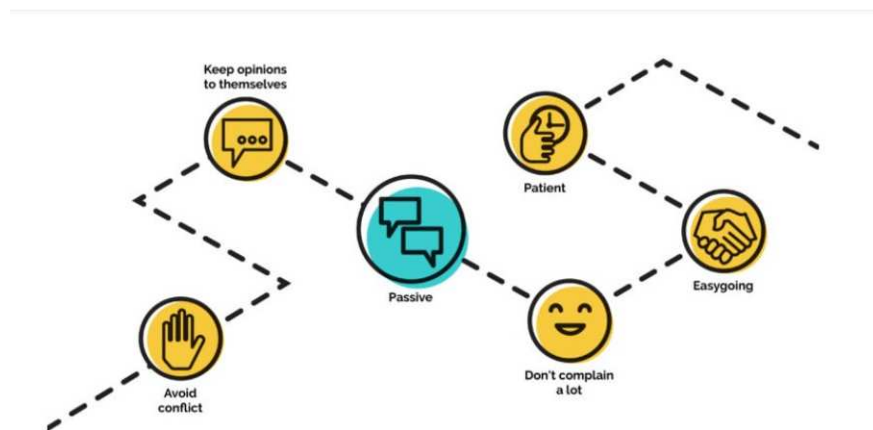 Keep opinions
to themselves
Patient
Passive
Easygoing
Don't complain
a lot
Avoid
conflict